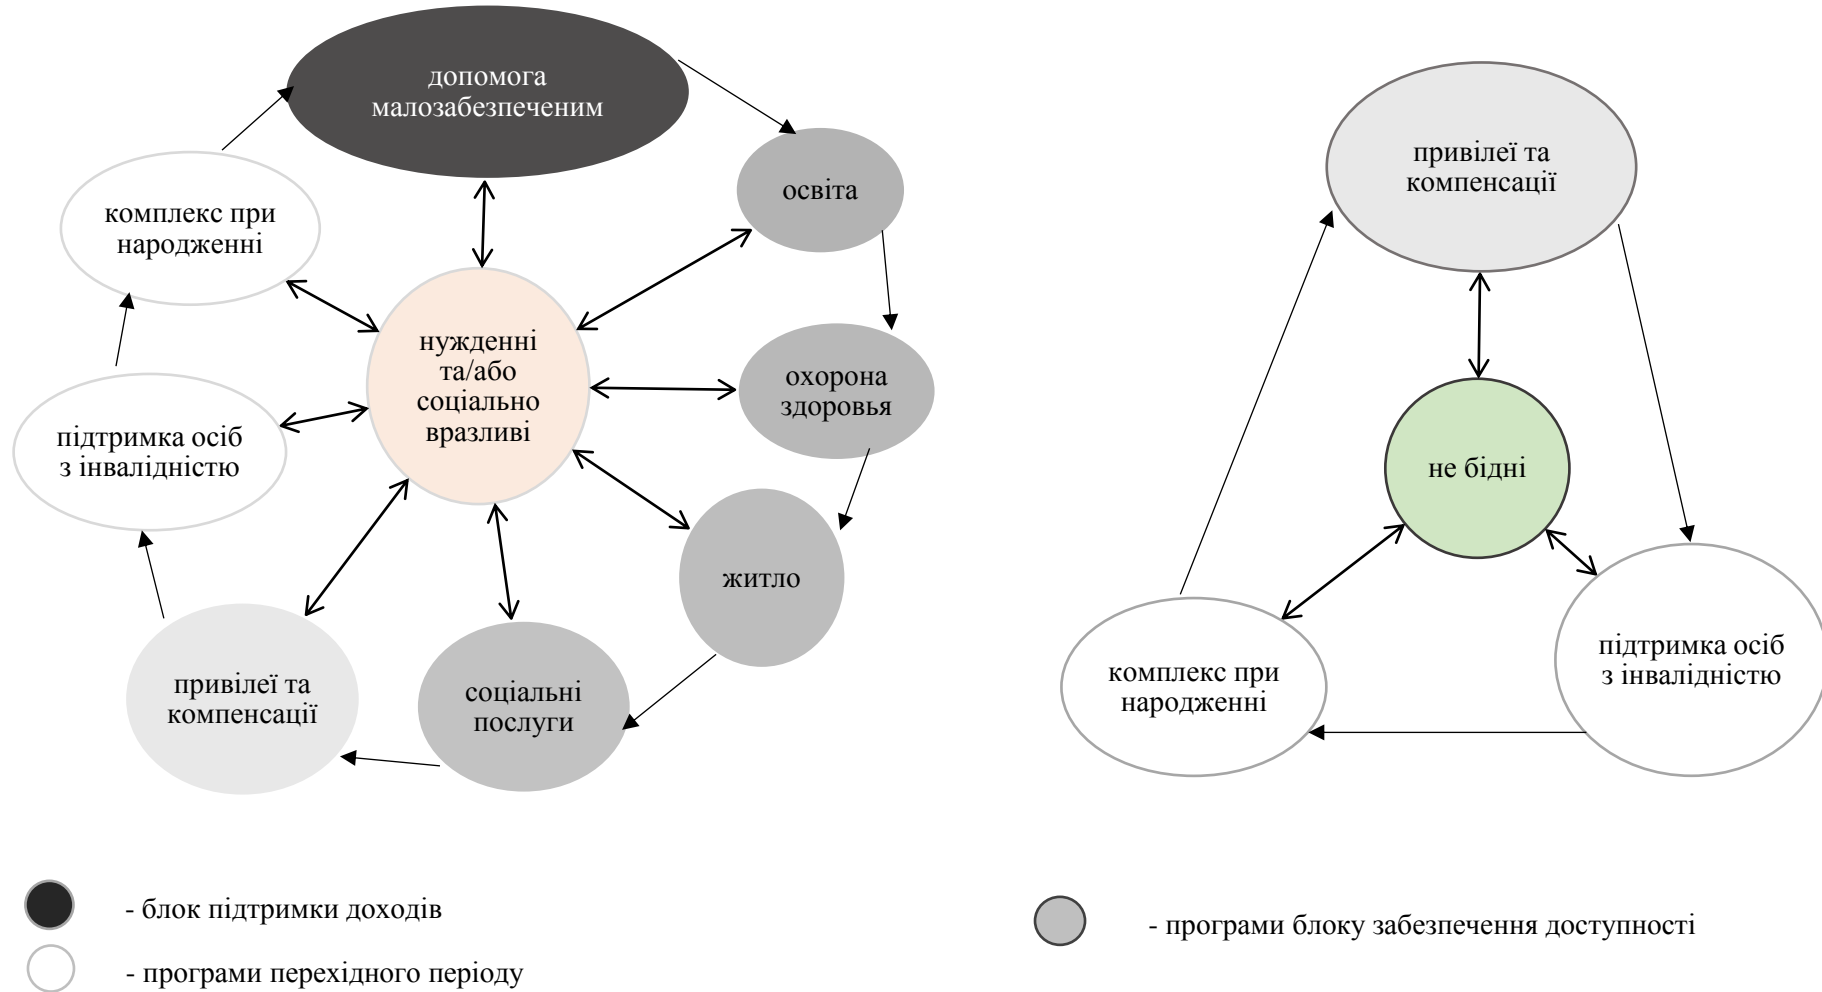 допомога
малозабезпеченим
освіта
комплекс при
народженні
нужденні
та/або
соціально
вразливі
охорона
здоровья
підтримка осіб
з інвалідністю
житло
привілеї та
компенсації
соціальні
послуги
привілеї та
компенсації
не бідні
комплекс при
народженні
підтримка осіб
з інвалідністю
- блок підтримки доходів
- програми перехідного періоду
- програми блоку забезпечення доступності